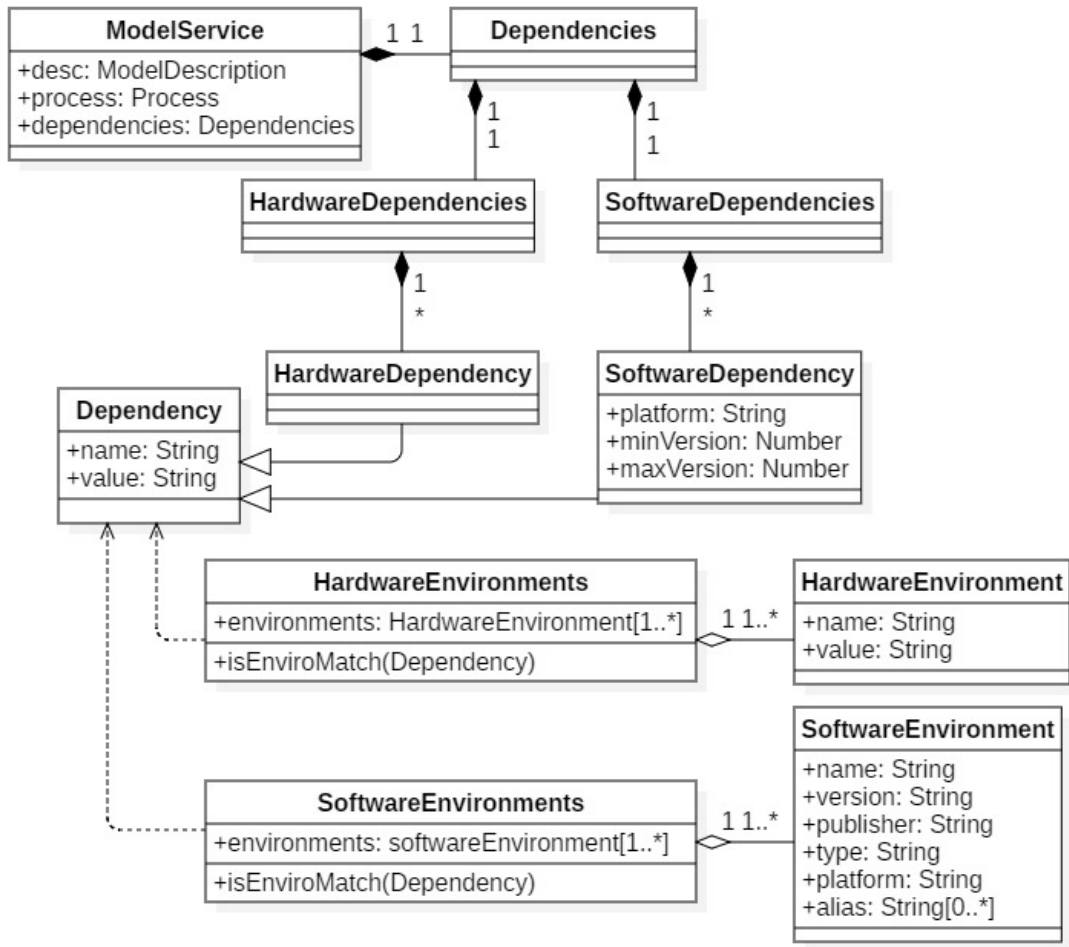 ModelService
+desc: ModelDescription
+process: Process
+dependencies: Dependencies
1 1
Dependencies
1
1
1
1
HardwareDependencies
SoftwareDependencies
1
*
1
*
HardwareDependency
SoftwareDependency
+platform: String
+minVersion: Number
+maxVersion: Number
Dependency
+name: String
+value: String
HardwareEnvironments
+environments: HardwareEnvironment[1..*]
+isEnviroMatch(Dependency)
1 1..*
HardwareEnvironment
+name: String
+value: String
SoftwareEnvironments
+environments: softwareEnvironment[1..*]
+isEnviroMatch(Dependency)
1 1..*
SoftwareEnvironment
+name: String
+version: String
+publisher: String
+type: String
+platform: String
+alias: String[0..*]